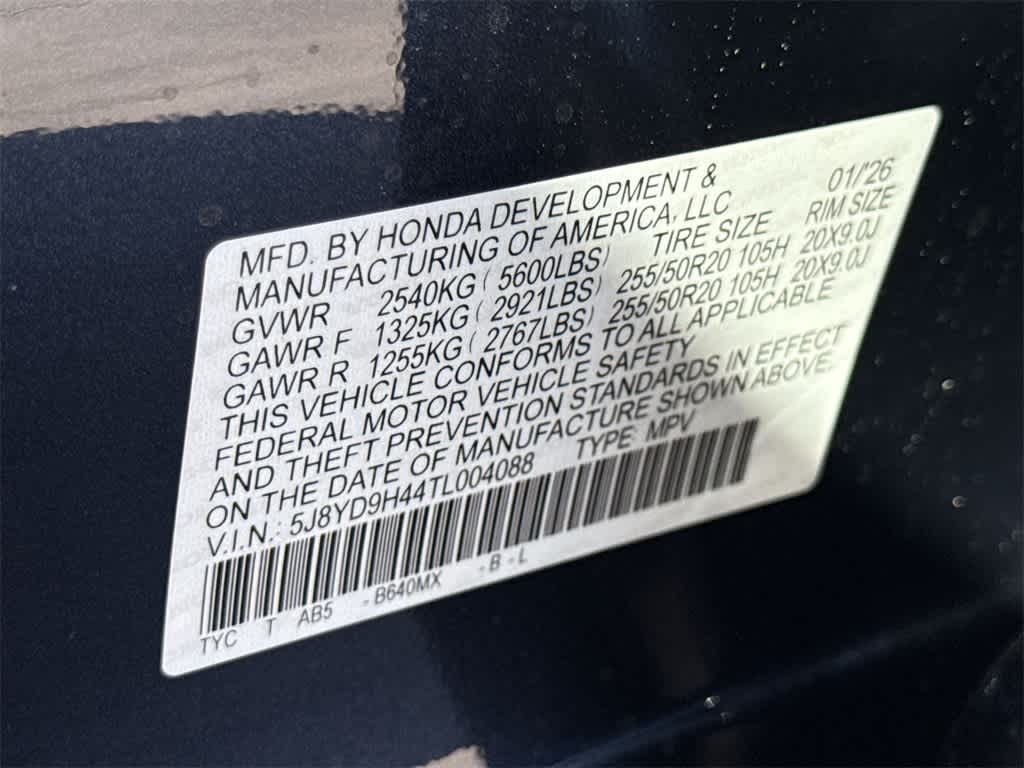 MFD. BY HONDA DEVELOPMENT & 01/'26
MANUFACTURING OF AMERICA, LLC RIM SIZE
GVWR 2540KG ( 5600LBS) TIRE SIZE
GAWR F 1325KG ( 2921LBS) 255/50R20 105H 20X9.0J
GAWR R 1255KG ( 2767LBS) 255/50R20 105H 20X9.0J
THIS VEHICLE CONFORMS TO ALL APPLICABLE
FEDERAL MOTOR VEHICLE SAFETY
AND THEFT PREVENTION STANDARDS IN EFFECT
ON THE DATE OF MANUFACTURE SHOWN ABOVE.
V.I.N.: 5J8YD9H44TL004088 TYPE: MPV
TYC T AB5 - B640MX - B - L